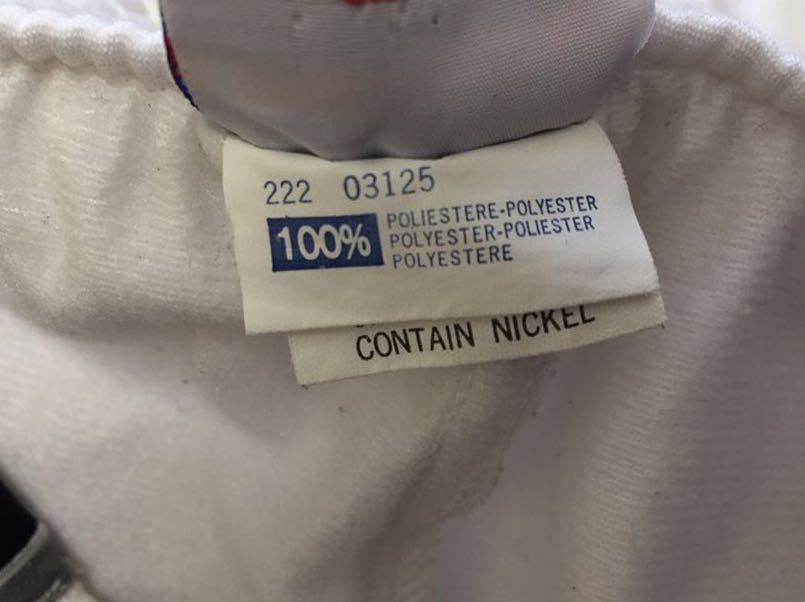 222 03125
100%
POLIESTERE-POLYESTER
POLYESTER-POLIESTER
POLYESTERE
CONTAIN NICKEL